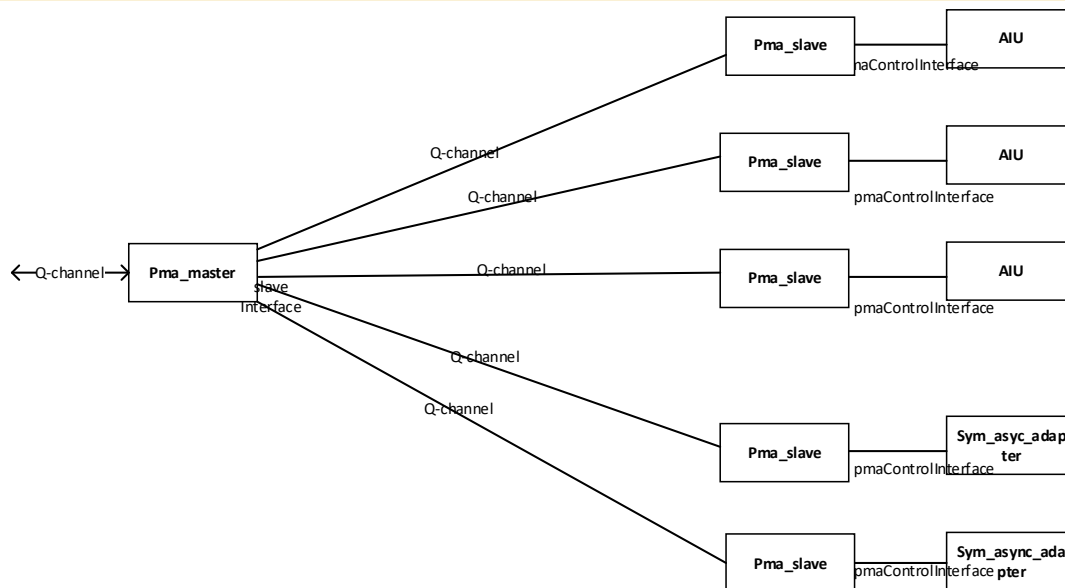 Pma_slave
AIU
naControlInterface
Q-channel
Pma_slave
AIU
Q-channel
pmaControlInterface
Q-channel
Pma_master
slave
Interface
Q-channel
Pma_slave
AIU
pmaControlInterface
Q-channel
Q-channel
Pma_slave
Sym_asyc_adap
ter
pmaControlInterface
Pma_slave
Sym_async_ada
pter
pmaControlInterface